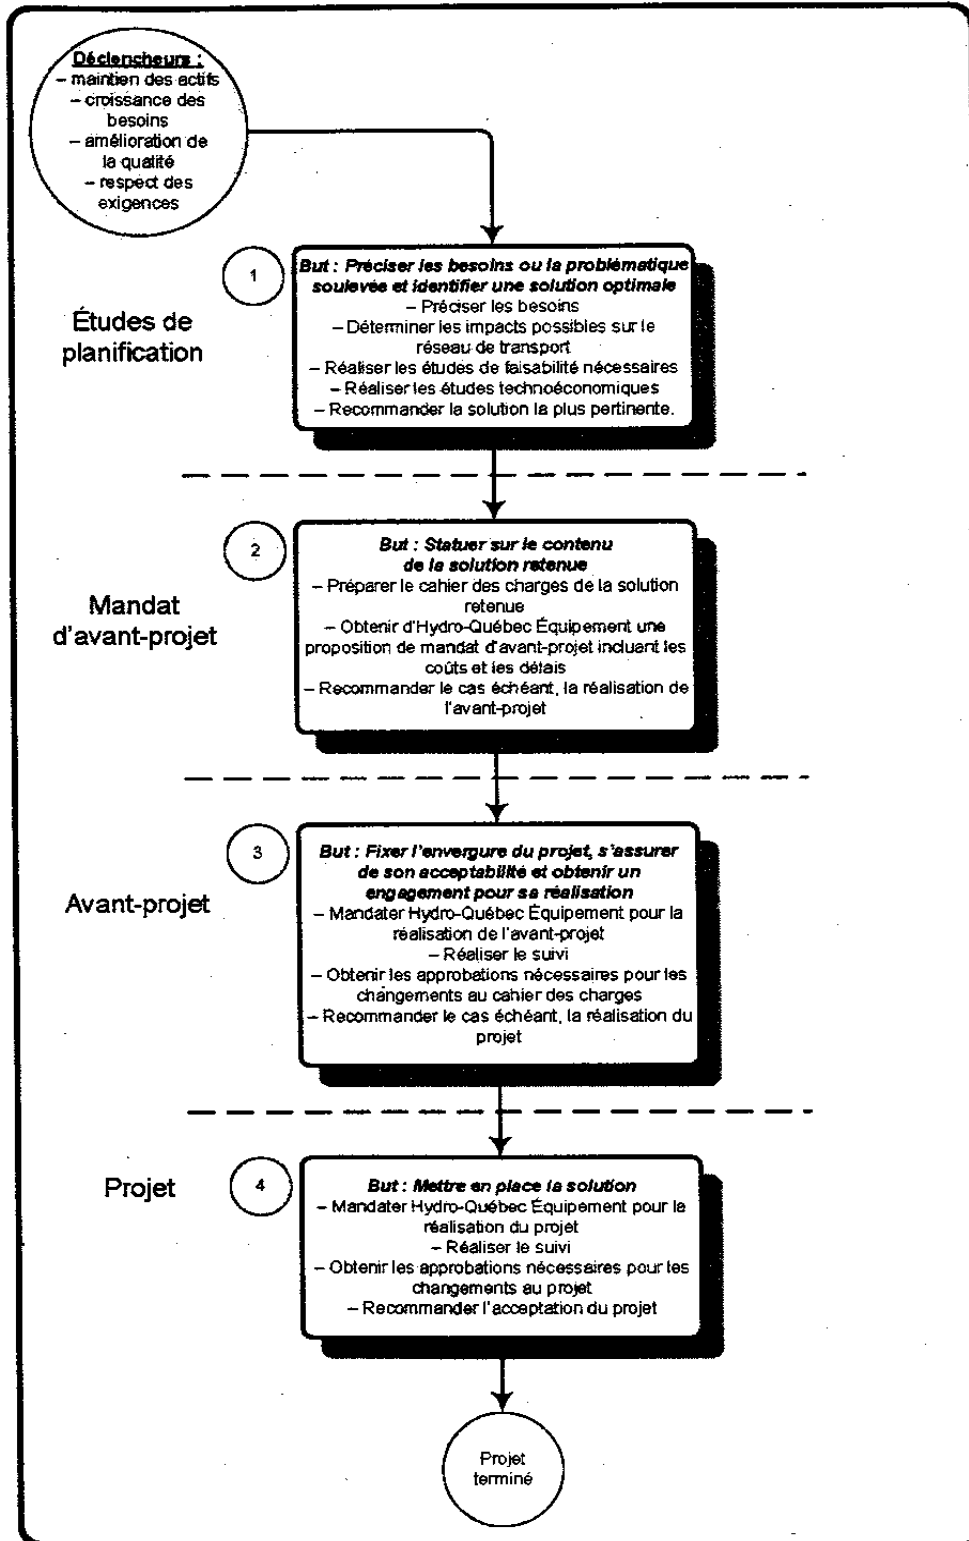 Déclencheurs :
– maintien des actifs
– croissance des
besoins
– amélioration de
la qualité
– respect des
exigences
1
Études de
planification
But : Préciser les besoins ou la problématique
soulevée et identifier une solution optimale
– Préciser les besoins
– Déterminer les impacts possibles sur le
réseau de transport
– Réaliser les études de faisabilité nécessaires
– Réaliser les études technoéconomiques
– Recommander la solution la plus pertinente.
2
Mandat
d'avant-projet
But : Statuer sur le contenu
de la solution retenue
– Préparer le cahier des charges de la solution
retenue
– Obtenir d'Hydro-Québec Équipement une
proposition de mandat d'avant-projet incluant les
coûts et les délais
– Recommander le cas échéant, la réalisation de
l'avant-projet
3
Avant-projet
But : Fixer l'envergure du projet, s'assurer
de son acceptabilité et obtenir un
engagement pour sa réalisation
– Mandater Hydro-Québec Équipement pour la
réalisation de l'avant-projet
– Réaliser le suivi
– Obtenir les approbations nécessaires pour les
changements au cahier des charges
– Recommander le cas échéant, la réalisation du
projet
4
Projet
But : Mettre en place la solution
– Mandater Hydro-Québec Équipement pour la
réalisation du projet
– Réaliser le suivi
– Obtenir les approbations nécessaires pour les
changements au projet
– Recommander l'acceptation du projet
Projet
terminé